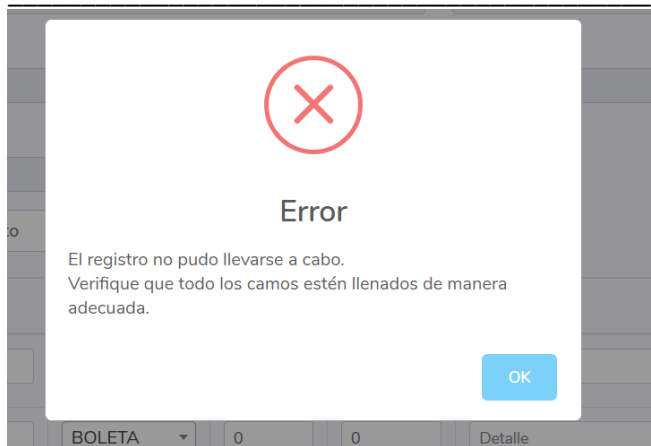 Error
El registro no pudo llevarse a cabo.
Verifique que todo los camos estén llenados de manera
adecuada.
OK
BOLETA 0 0 Detalle